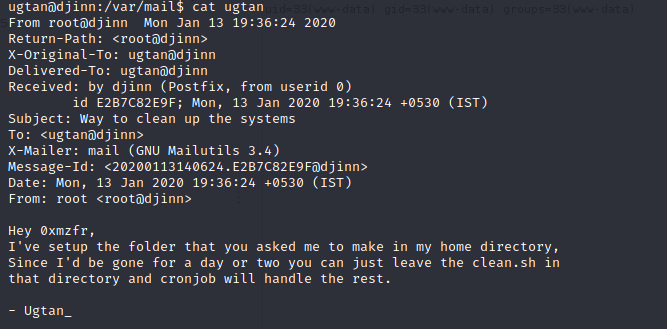 ugtan@djinn:/var/mail$ cat ugtan
From root@djinn  Mon Jan 13 19:36:24 2020
Return-Path: <root@djinn>
X-Original-To: ugtan@djinn
Delivered-To: ugtan@djinn
Received: by djinn (Postfix, from userid 0)
        id E2B7C82E9F; Mon, 13 Jan 2020 19:36:24 +0530 (IST)
Subject: Way to clean up the systems
To: <ugtan@djinn>
X-Mailer: mail (GNU Mailutils 3.4)
Message-Id: <20200113140624.E2B7C82E9F@djinn>
Date: Mon, 13 Jan 2020 19:36:24 +0530 (IST)
From: root <root@djinn>

Hey 0xmzfr,
I've setup the folder that you asked me to make in my home directory,
Since I'd be gone for a day or two you can just leave the clean.sh in
that directory and cronjob will handle the rest.

- Ugtan_